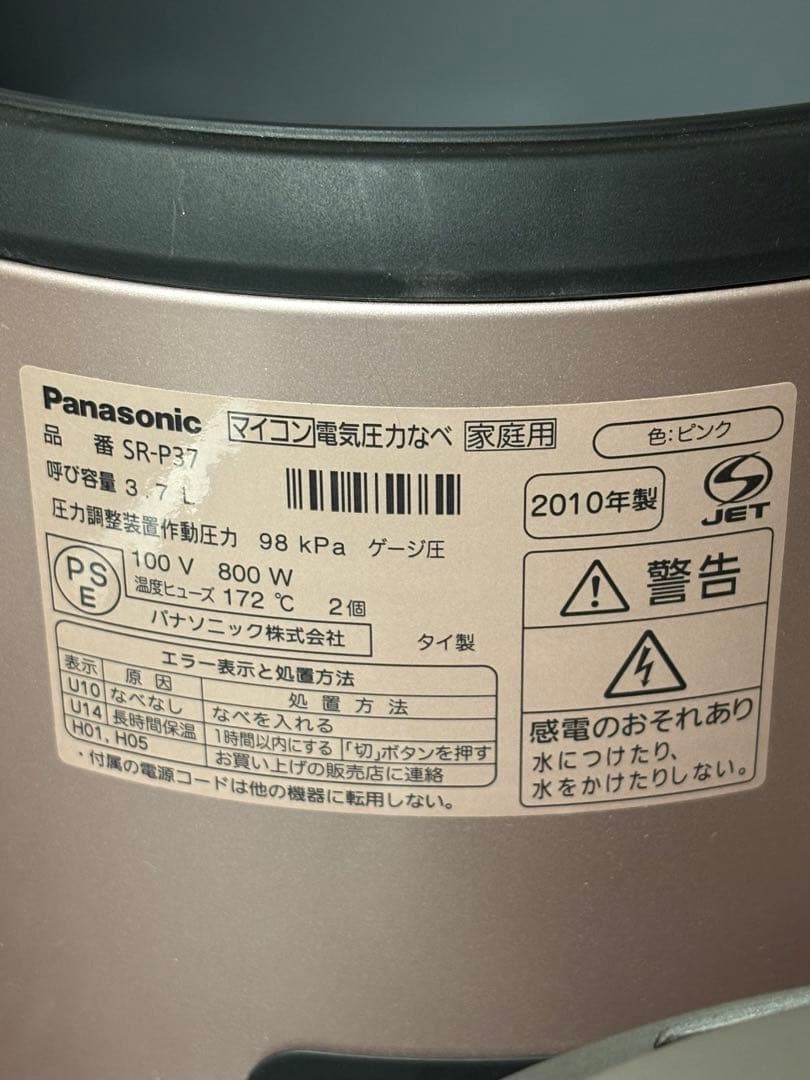 Panasonic マイコン 電気圧力なべ 家庭用
色:ピンク
品 番 SR-P37
呼び容量 3.7 L
2010年製
JET
圧力調整装置作動圧力 98 kPa ゲージ圧
PSE
100 V 800 W
温度ヒューズ 172 ℃ 2個
パナソニック株式会社
タイ製
エラー表示と処置方法
表示 原因 処置方法
U10 なべなし なべを入れる
U14 長時間保温 1時間以内にする 「切」ボタンを押す
H01, H05 お買い上げの販売店に連絡
・付属の電源コードは他の機器に転用しない。
警告
感電のおそれあり
水につけたり、
水をかけたりしない。